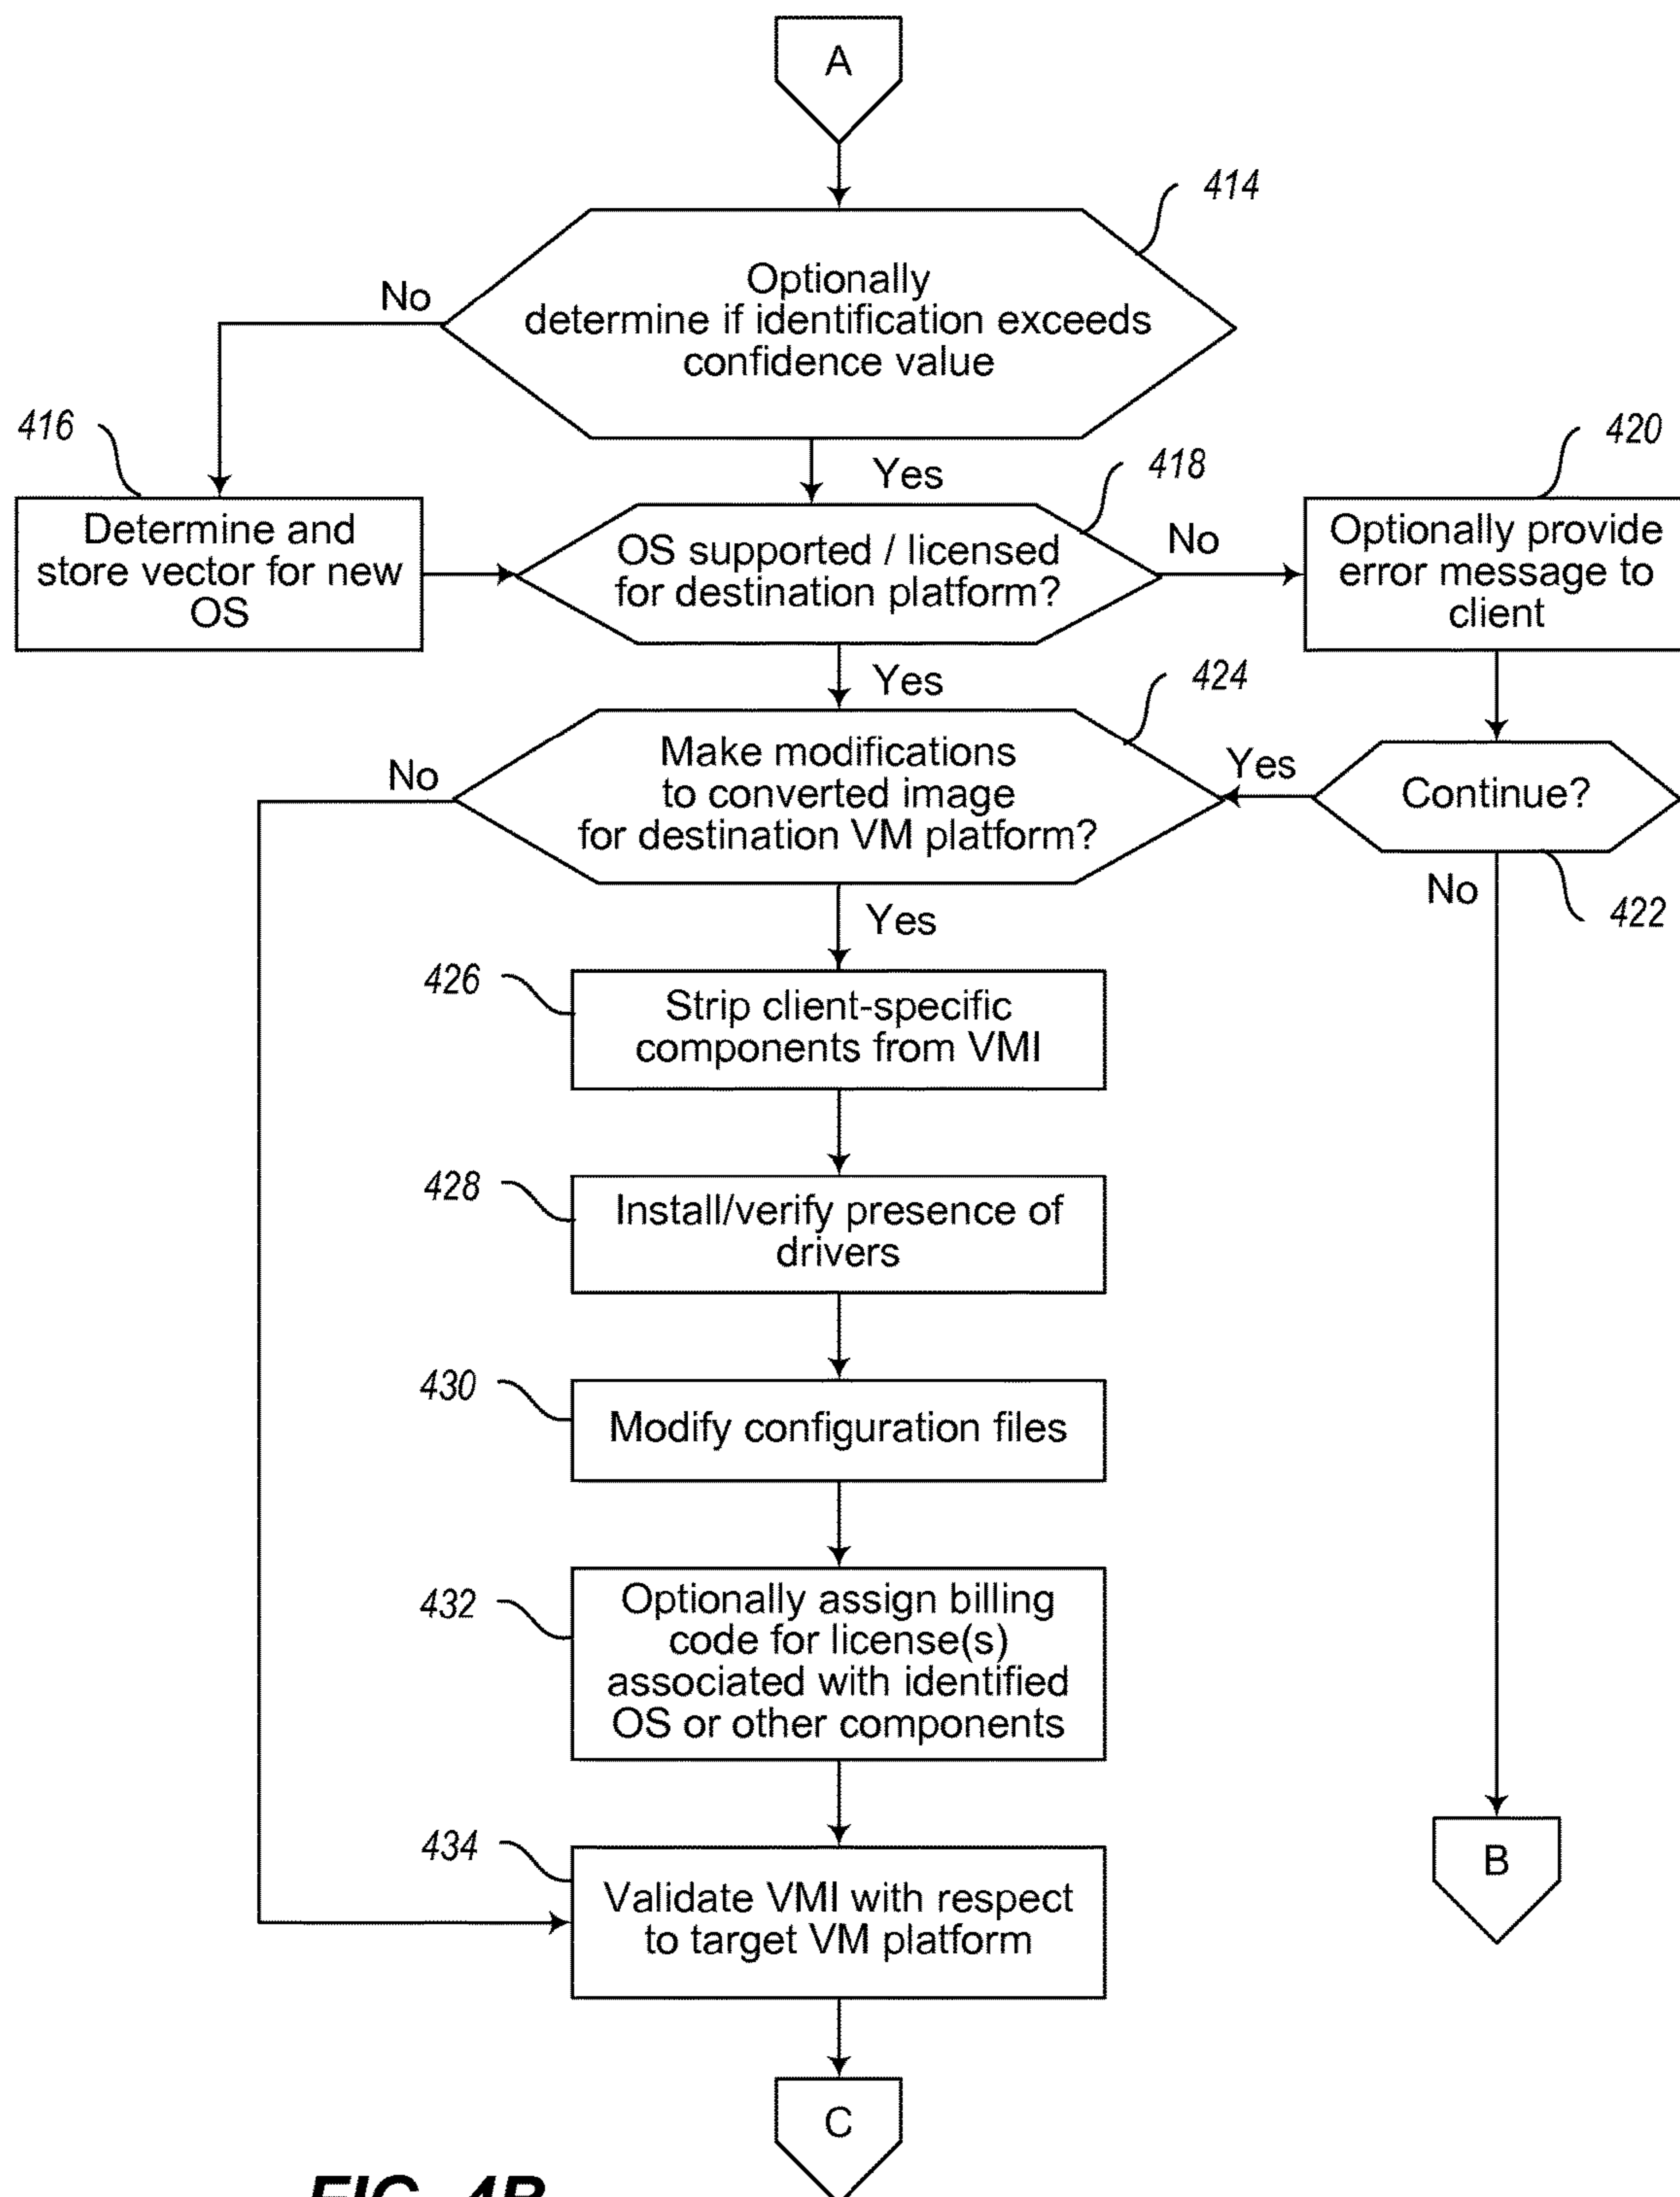 A
414
Optionally
determine if identification exceeds
confidence value
No
Yes
416
Determine and
store vector for new
OS
418
OS supported / licensed
for destination platform?
No
420
Optionally provide
error message to
client
Yes
424
Make modifications
to converted image
for destination VM platform?
No
Yes
Continue?
422
No
Yes
426
Strip client-specific
components from VMI
428
Install/verify presence of
drivers
430
Modify configuration files
432
Optionally assign billing
code for license(s)
associated with identified
OS or other components
434
Validate VMI with respect
to target VM platform
B
C
FIG. 4B